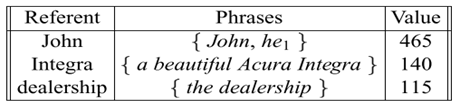 Referent Phrases Value
John { John, he₁ } 465
Integra { a beautiful Acura Integra } 140
dealership { the dealership } 115